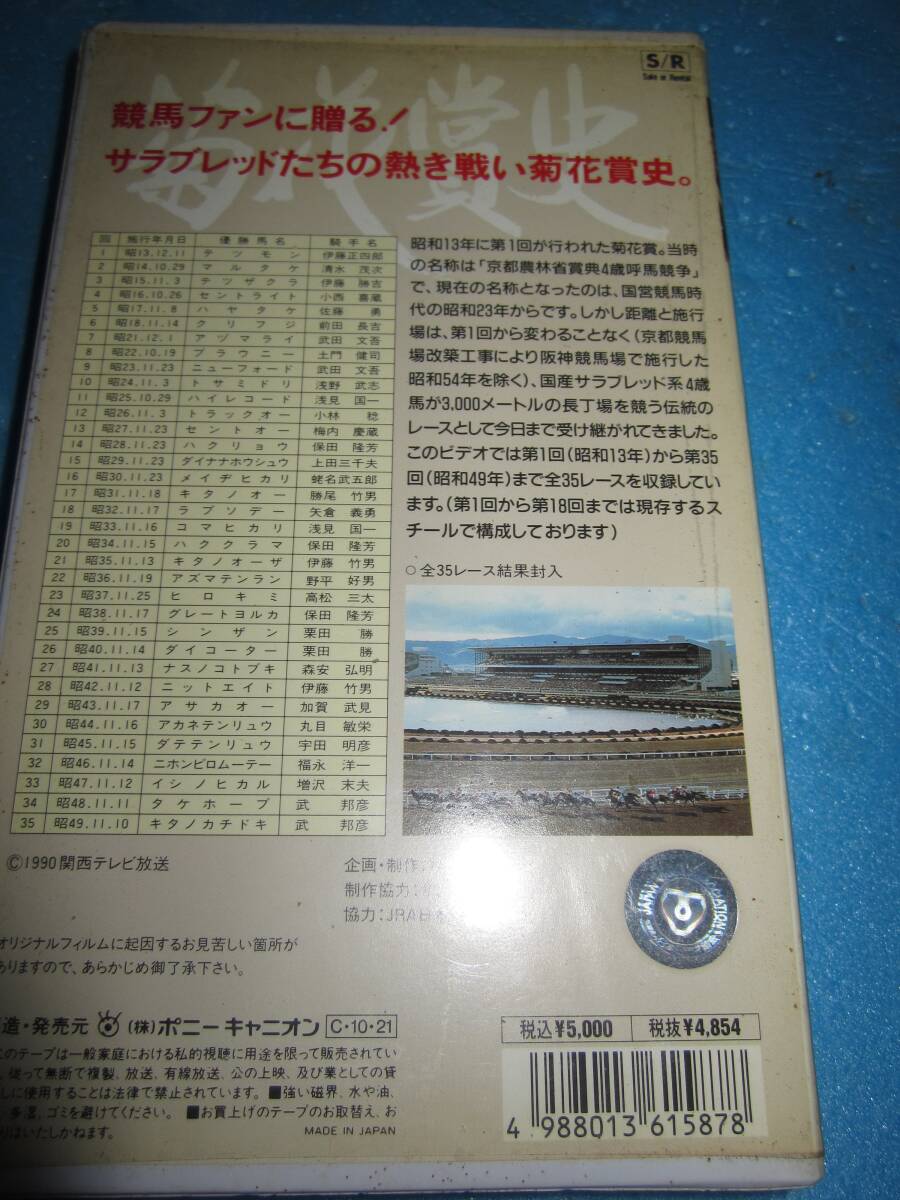 S/R
Sale or Rental
菊花賞史
競馬ファンに贈る!
サラブレッドたちの熱き戦い菊花賞史。
回 施行年月日 優勝馬名 騎手名
1 昭13.12.11 テツモン 伊藤正四郎
2 昭14.10.29 マルタケ 清水茂次
3 昭15.11.3 テツザクラ 伊藤勝吉
4 昭16.10.26 セントライト 小西喜蔵
5 昭17.11.8 ハヤタケ 佐藤勇
6 昭18.11.14 クリフジ 前田長吉
7 昭21.12.1 アヅマライ 武田文吾
8 昭22.10.19 ブラウニー 土門健司
9 昭23.11.23 ニューフォード 武田文吾
10 昭24.11.3 トサミドリ 浅野武志
11 昭25.10.29 ハイレコード 浅見国一
12 昭26.11.3 トラックオー 小林稔
13 昭27.11.23 セントオー 梅内慶蔵
14 昭28.11.23 ハクリョウ 保田隆芳
15 昭29.11.23 ダイナナホウシュウ 上田三千夫
16 昭30.11.23 メイヂヒカリ 蛯名武五郎
17 昭31.11.18 キタノオー 勝尾竹男
18 昭32.11.17 ラプソデー 矢倉義勇
19 昭33.11.16 コマヒカリ 浅見国一
20 昭34.11.15 ハククラマ 保田隆芳
21 昭35.11.13 キタノオーザ 伊藤竹男
22 昭36.11.19 アズマテンラン 野平好男
23 昭37.11.25 ヒロキミ 高松三太
24 昭38.11.17 グレートヨルカ 保田隆芳
25 昭39.11.15 シンザン 栗田勝
26 昭40.11.14 ダイコーター 栗田勝
27 昭41.11.13 ナスノコトブキ 森安弘明
28 昭42.11.12 ニットエイト 伊藤竹男
29 昭43.11.17 アサカオー 加賀武見
30 昭44.11.16 アカネテンリュウ 丸目敏栄
31 昭45.11.15 ダテテンリュウ 宇田明彦
32 昭46.11.14 ニホンピロムーテー 福永洋一
33 昭47.11.12 イシノヒカル 増沢末夫
34 昭48.11.11 タケホープ 武邦彦
35 昭49.11.10 キタノカチドキ 武邦彦
昭和13年に第1回が行われた菊花賞。当時
の名称は「京都農林省賞典4歳呼馬競争」
で、現在の名称となったのは、国営競馬時
代の昭和23年からです。しかし距離と施行
場は、第1回から変わることなく(京都競馬
場改築工事により阪神競馬場で施行した
昭和54年を除く)、国産サラブレッド系4歳
馬が3,000メートルの長丁場を競う伝統の
レースとして今日まで受け継がれてきました。
このビデオでは第1回(昭和13年)から第35
回(昭和49年)まで全35レースを収録してい
ます。(第1回から第18回までは現存するス
チールで構成しております)
○全35レース結果封入
©1990関西テレビ放送
企画・制作
制作協力:
協力:JRA日
オリジナルフィルムに起因するお見苦しい箇所が
ありますので、あらかじめ御了承下さい。
造・発売元 (株)ポニーキャニオン C・10・21
このテープは一般家庭における私的視聴に用途を限って販売されてい
、従って無断で複製、放送、有線放送、公の上映、及び業としての貸
しに使用することは法律で禁止されています。■強い磁界、水や油、
、多湿、ゴミを避けてください。■お買上げのテープのお取替え、お
りはいたしかねます。
MADE IN JAPAN
税込¥5,000 税抜¥4,854
4 988013 615878
JAPAN